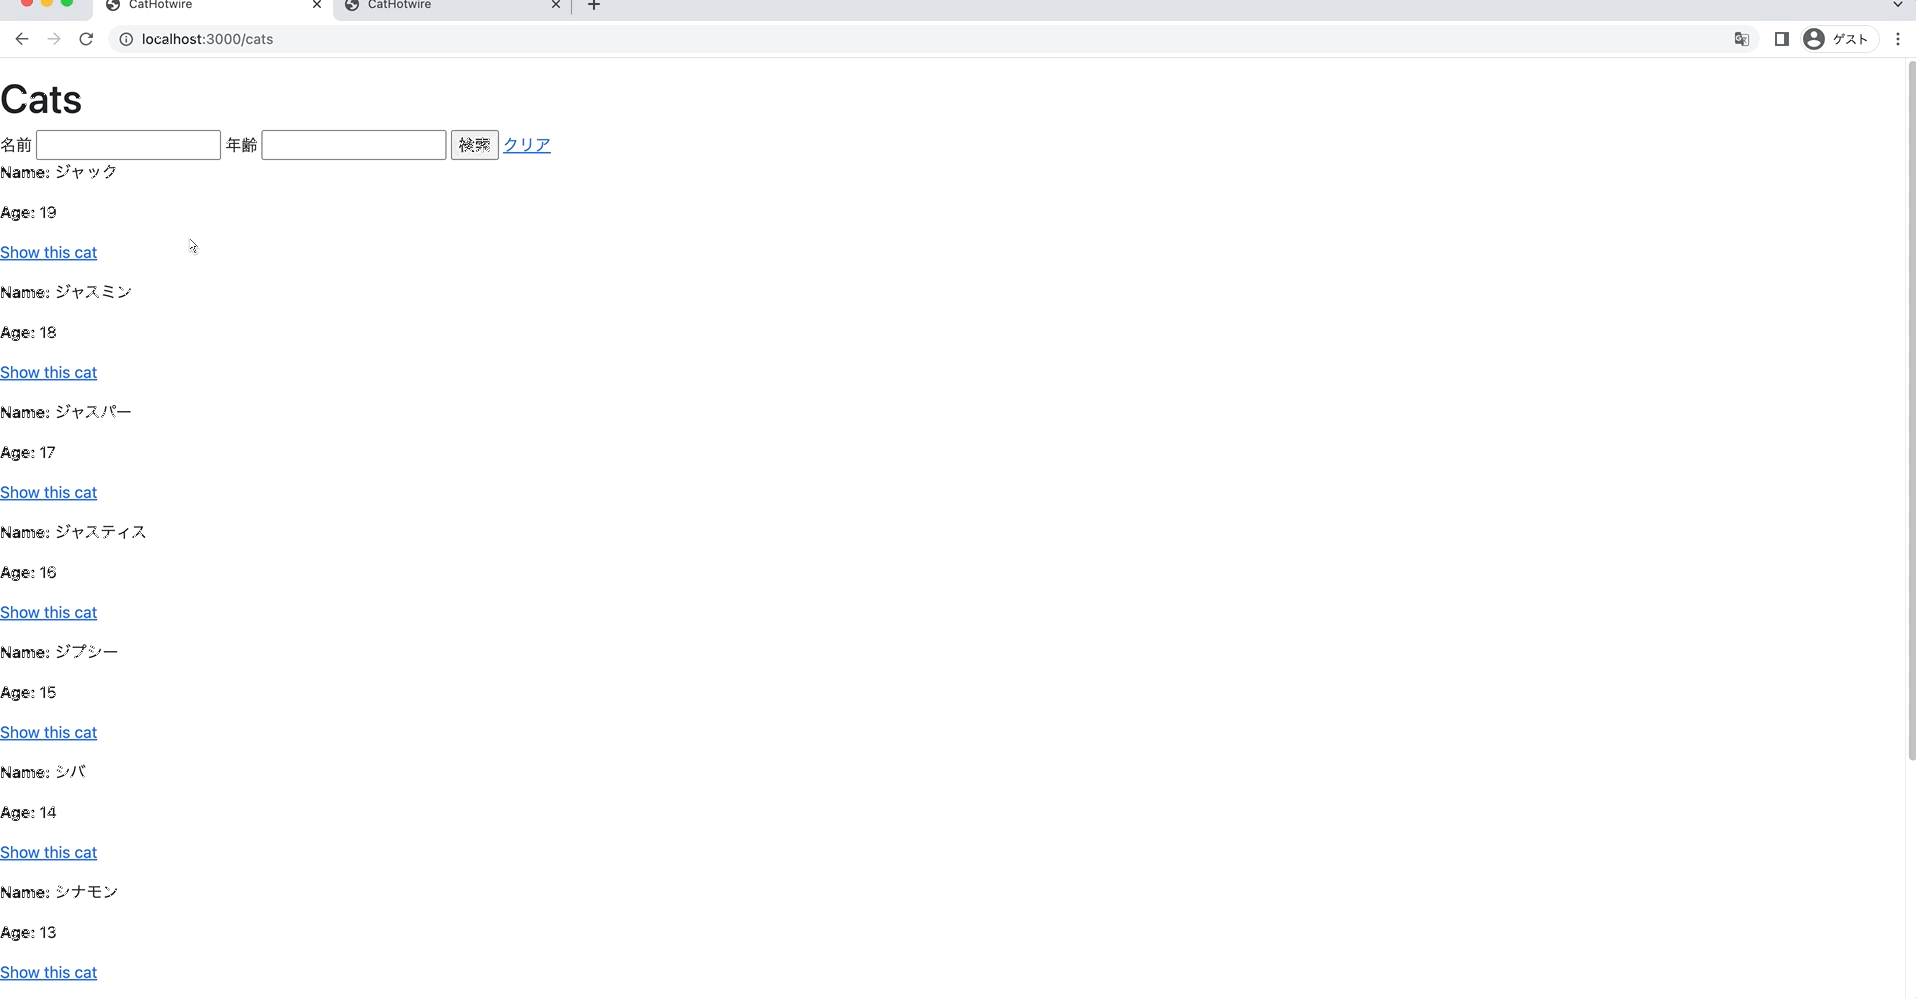 CatHotwire CatHotwire
localhost:3000/cats ゲスト
Cats
名前 年齢 検索 クリア
Name: ジャック
Age: 19
Show this cat
Name: ジャスミン
Age: 18
Show this cat
Name: ジャスパー
Age: 17
Show this cat
Name: ジャスティス
Age: 16
Show this cat
Name: ジプシー
Age: 15
Show this cat
Name: シバ
Age: 14
Show this cat
Name: シナモン
Age: 13
Show this cat